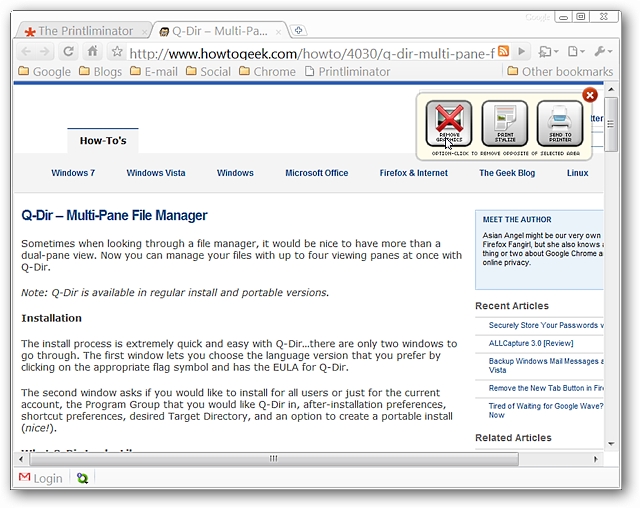 Google
The Printliminator
Q-Dir – Multi-Pa...
http://www.howtogeek.com/howto/4030/q-dir-multi-pane-f
Google Blogs E-mail Social Chrome Printliminator Other bookmarks
REMOVE GRAPHICS
PRINT STYLIZE
SEND TO PRINTER
OPTION-CLICK TO REMOVE OPPOSITE OF SELECTED AREA
How-To's
Windows 7 Windows Vista Windows Microsoft Office Firefox & Internet The Geek Blog Linux
Q-Dir – Multi-Pane File Manager
Sometimes when looking through a file manager, it would be nice to have more than a
dual-pane view. Now you can manage your files with up to four viewing panes at once with
Q-Dir.
Note: Q-Dir is available in regular install and portable versions.
Installation
The install process is extremely quick and easy with Q-Dir…there are only two windows to
go through. The first window lets you choose the language version that you prefer by
clicking on the appropriate flag symbol and has the EULA for Q-Dir.
The second window asks if you would like to install for all users or just for the current
account, the Program Group that you would like Q-Dir in, after-installation preferences,
shortcut preferences, desired Target Directory, and an option to create a portable install
(nice!).
MEET THE AUTHOR
Asian Angel might be our very own
Firefox Fangirl, but she also knows a
thing or two about Google Chrome a
online privacy.
Recent Articles
Securely Store Your Passwords w
ALLCapture 3.0 [Review]
Backup Windows Mail Messages a
Vista
Remove the New Tab Button in Fire
Tired of Waiting for Google Wave?
Now
Related Articles
Login